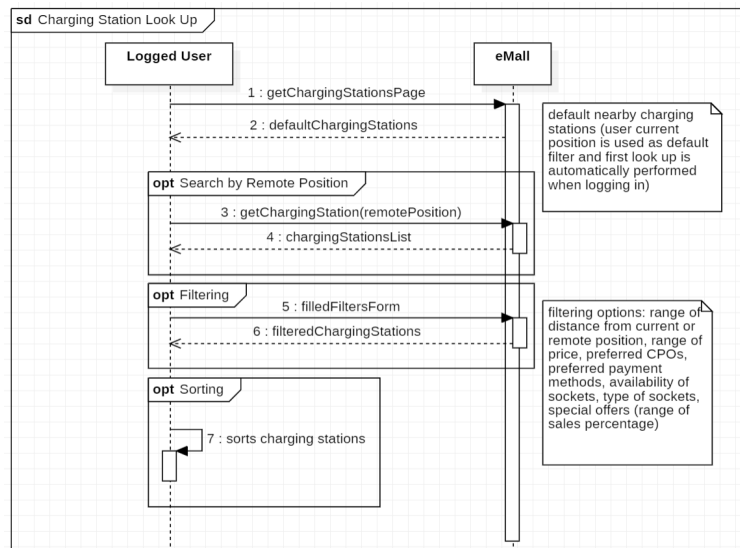 sd Charging Station Look Up
Logged User
eMall
1 : getChargingStationsPage
2 : defaultChargingStations
default nearby charging
stations (user current
position is used as default
filter and first look up is
automatically performed
when logging in)
opt Search by Remote Position
3 : getChargingStation(remotePosition)
4 : chargingStationsList
opt Filtering
5 : filledFiltersForm
6 : filteredChargingStations
filtering options: range of
distance from current or
remote position, range of
price, preferred CPOs,
preferred payment
methods, availability of
sockets, type of sockets,
special offers (range of
sales percentage)
opt Sorting
7 : sorts charging stations